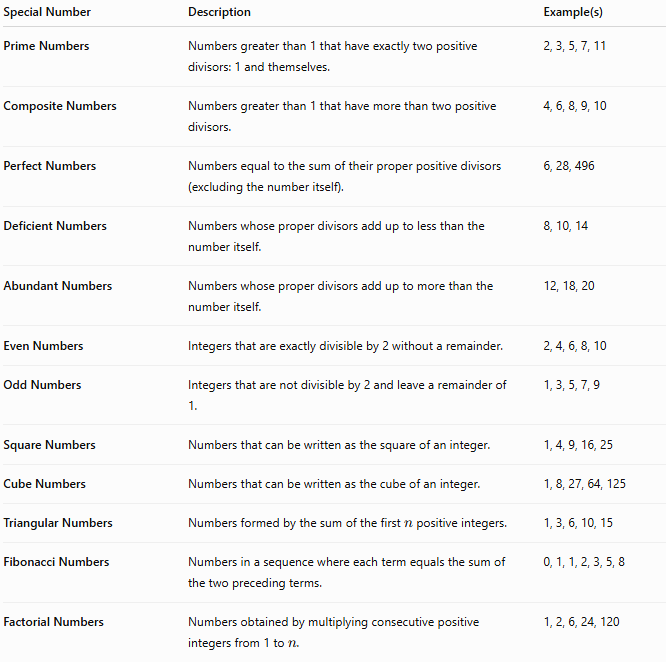 Special Number Description Example(s)
Prime Numbers Numbers greater than 1 that have exactly two positive 2, 3, 5, 7, 11
divisors: 1 and themselves.
Composite Numbers Numbers greater than 1 that have more than two positive 4, 6, 8, 9, 10
divisors.
Perfect Numbers Numbers equal to the sum of their proper positive divisors 6, 28, 496
(excluding the number itself).
Deficient Numbers Numbers whose proper divisors add up to less than the 8, 10, 14
number itself.
Abundant Numbers Numbers whose proper divisors add up to more than the 12, 18, 20
number itself.
Even Numbers Integers that are exactly divisible by 2 without a remainder. 2, 4, 6, 8, 10
Odd Numbers Integers that are not divisible by 2 and leave a remainder of 1, 3, 5, 7, 9
1.
Square Numbers Numbers that can be written as the square of an integer. 1, 4, 9, 16, 25
Cube Numbers Numbers that can be written as the cube of an integer. 1, 8, 27, 64, 125
Triangular Numbers Numbers formed by the sum of the first n positive integers. 1, 3, 6, 10, 15
Fibonacci Numbers Numbers in a sequence where each term equals the sum of 0, 1, 1, 2, 3, 5, 8
the two preceding terms.
Factorial Numbers Numbers obtained by multiplying consecutive positive 1, 2, 6, 24, 120
integers from 1 to n.